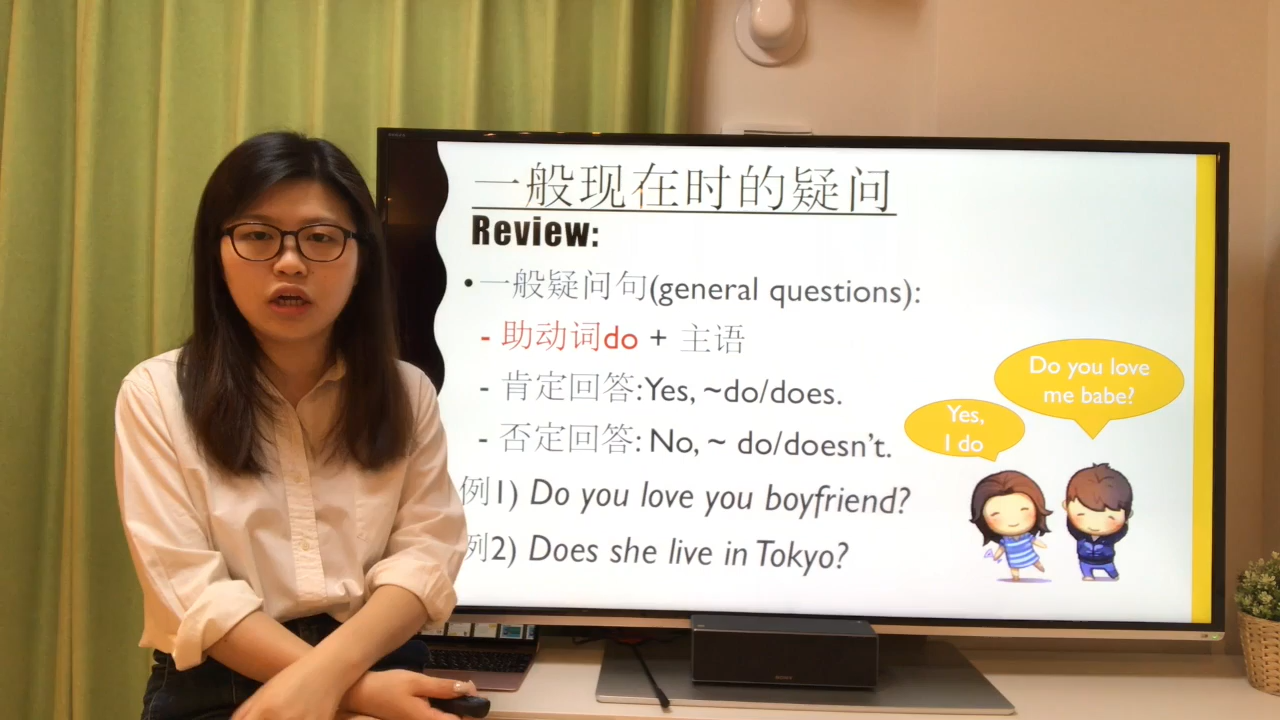 一般现在时的疑问
Review:
•一般疑问句(general questions):
- 助动词do + 主语
- 肯定回答:Yes, ~do/does.
- 否定回答: No, ~ do/doesn't.
例1) Do you love you boyfriend?
例2) Does she live in Tokyo?
Do you love
me babe?
Yes,
I do
SONY